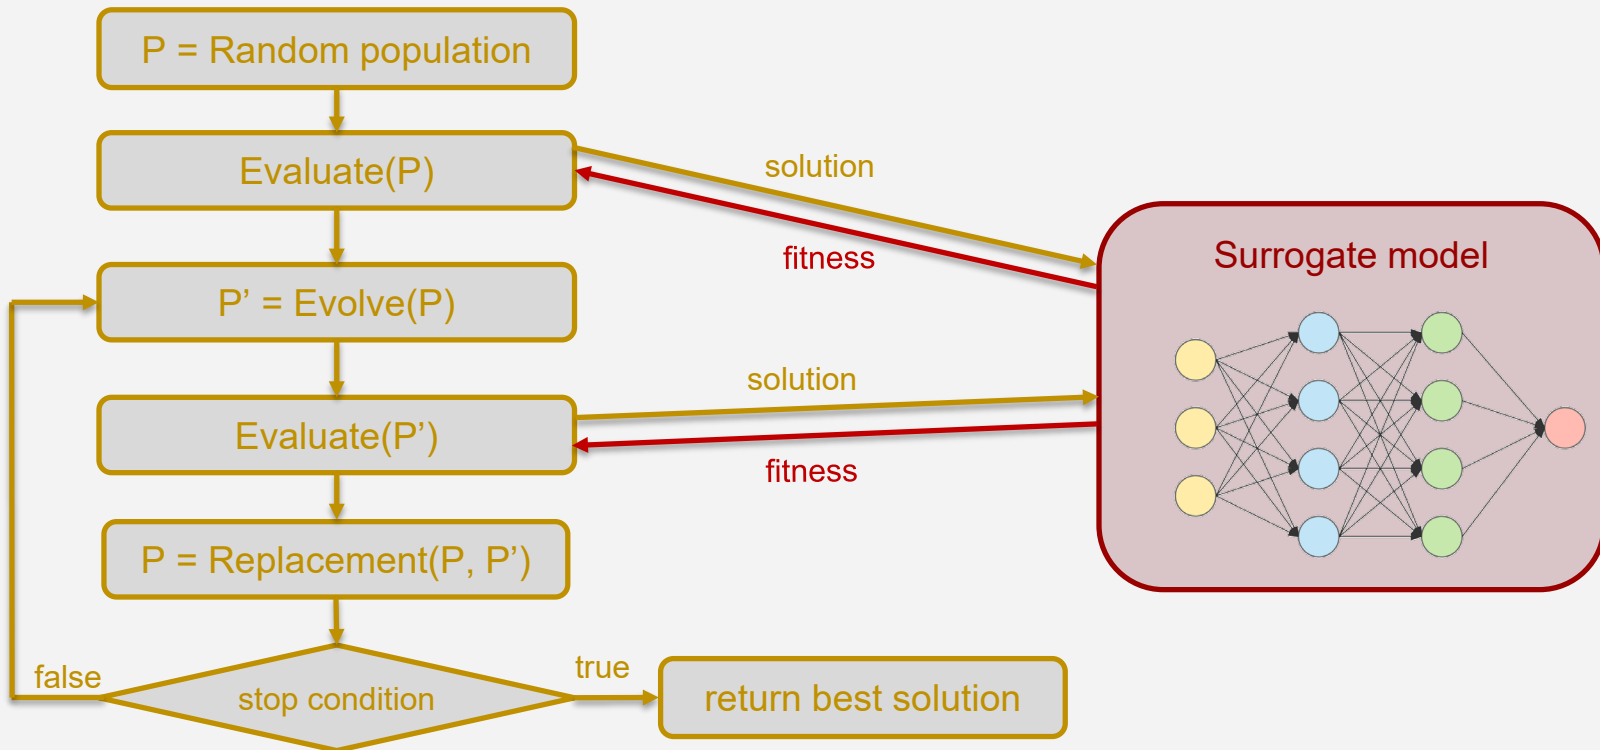 P = Random population
Evaluate(P)
solution
fitness
Surrogate model
P’ = Evolve(P)
solution
Evaluate(P’)
fitness
P = Replacement(P, P’)
false
stop condition
true
return best solution